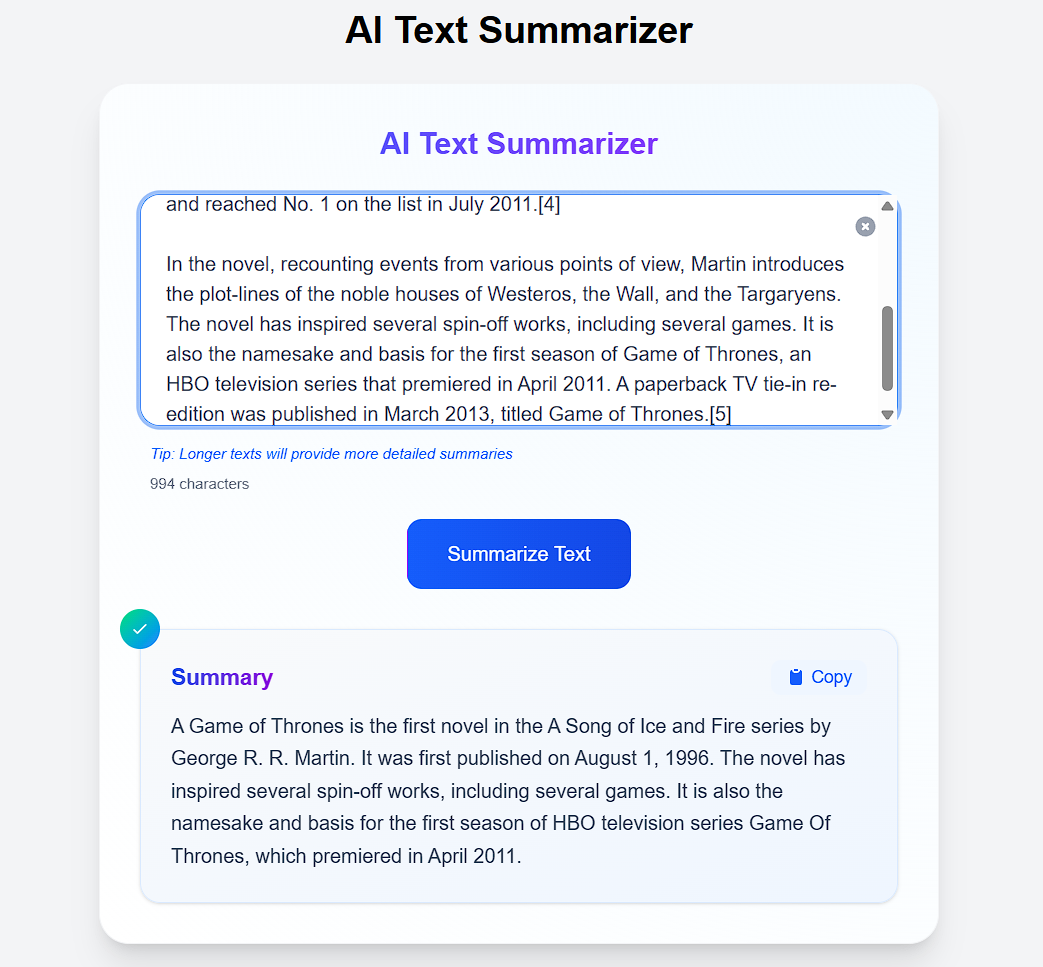 AI Text Summarizer
AI Text Summarizer
and reached No. 1 on the list in July 2011.[4]
In the novel, recounting events from various points of view, Martin introduces
the plot-lines of the noble houses of Westeros, the Wall, and the Targaryens.
The novel has inspired several spin-off works, including several games. It is
also the namesake and basis for the first season of Game of Thrones, an
HBO television series that premiered in April 2011. A paperback TV tie-in re-
edition was published in March 2013, titled Game of Thrones.[5]
Tip: Longer texts will provide more detailed summaries
994 characters
Summarize Text
Summary
Copy
A Game of Thrones is the first novel in the A Song of Ice and Fire series by
George R. R. Martin. It was first published on August 1, 1996. The novel has
inspired several spin-off works, including several games. It is also the
namesake and basis for the first season of HBO television series Game Of
Thrones, which premiered in April 2011.